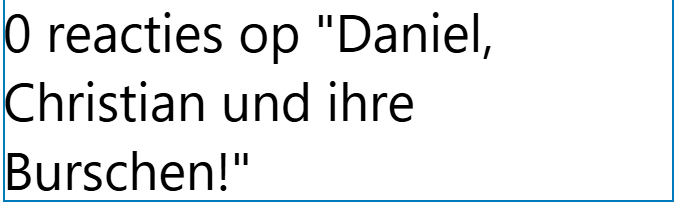 0 reacties op "Daniel,
Christian und ihre
Burschen!"